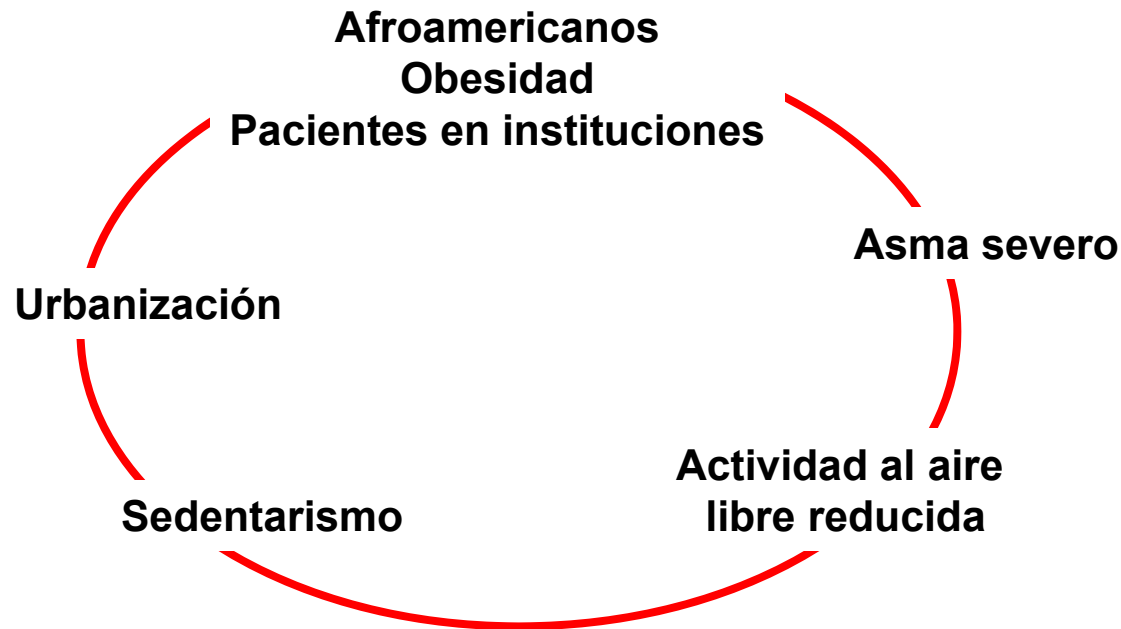 Afroamericanos
Obesidad
Pacientes en instituciones
Asma severo
Urbanización
Actividad al aire
libre reducida
Sedentarismo